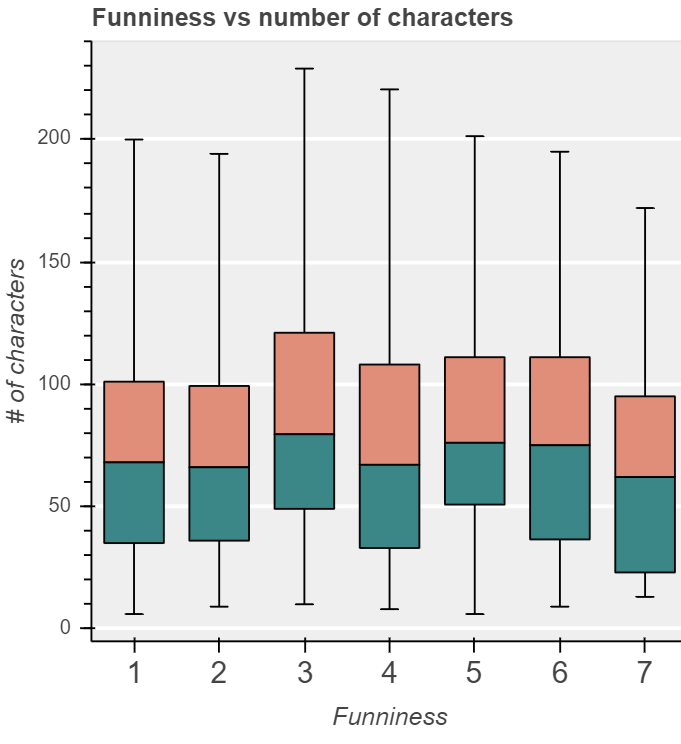 Funniness vs number of characters
# of characters
200
150
100
50
0
1 2 3 4 5 6 7
Funniness